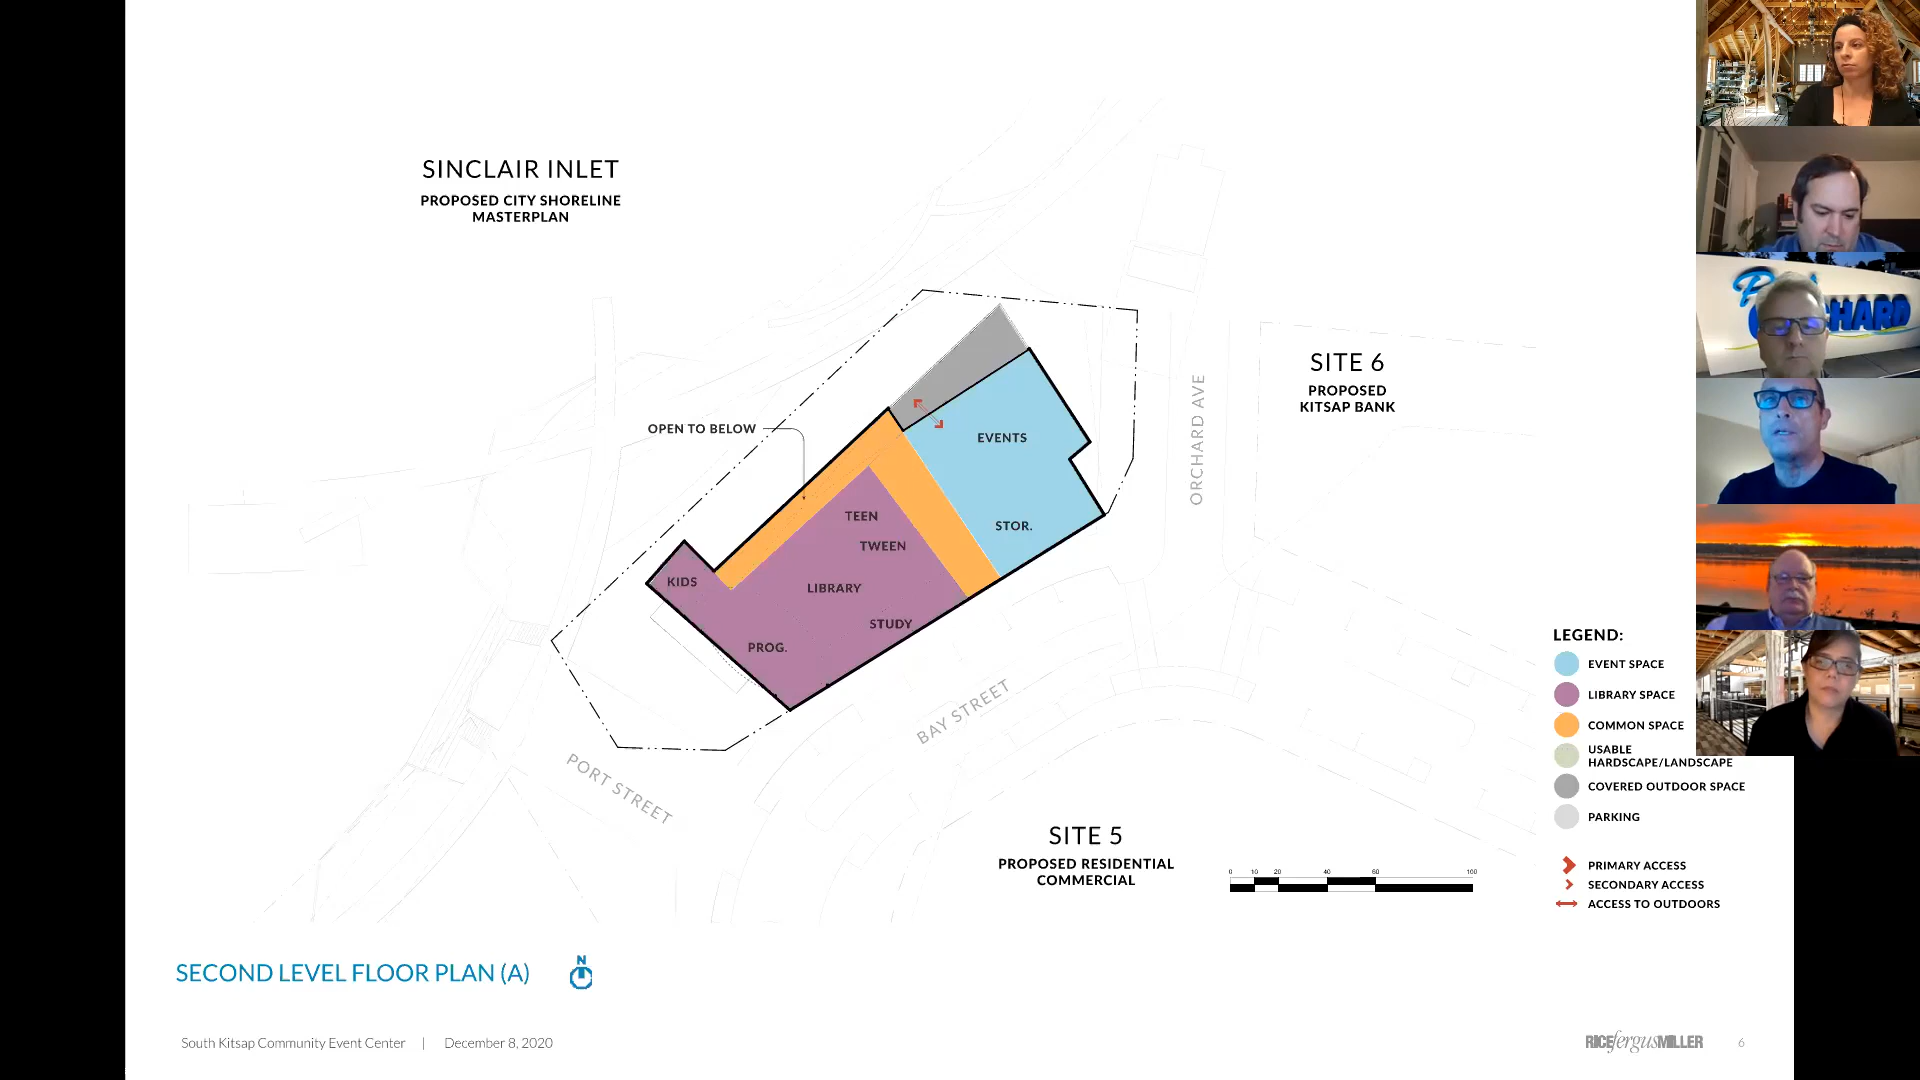 SINCLAIR INLET
PROPOSED CITY SHORELINE
MASTERPLAN
OPEN TO BELOW
EVENTS
STOR.
TEEN
TWEEN
KIDS
LIBRARY
STUDY
PROG.
ORCHARD AVE
SITE 6
PROPOSED
KITSAP BANK
BAY STREET
PORT STREET
SITE 5
PROPOSED RESIDENTIAL
COMMERCIAL
0 10 20 40 60 100
LEGEND:
EVENT SPACE
LIBRARY SPACE
COMMON SPACE
USABLE
HARDSCAPE/LANDSCAPE
COVERED OUTDOOR SPACE
PARKING
PRIMARY ACCESS
SECONDARY ACCESS
ACCESS TO OUTDOORS
SECOND LEVEL FLOOR PLAN (A)
N
South Kitsap Community Event Center | December 8, 2020
RICEfergusMILLER
6